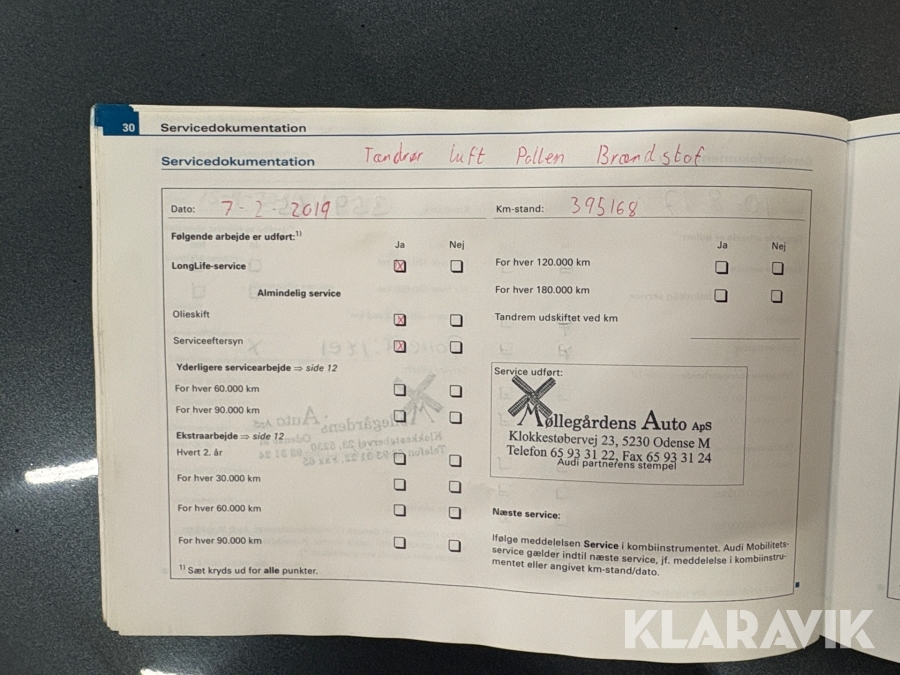 30 Servicedokumentation
Servicedokumentation Tændrør luft Pollen Brændstof
Dato: 7-2-2019 Km-stand: 395168
Følgende arbejde er udført:1)
Ja Nej Ja Nej
LongLife-service X For hver 120.000 km
Almindelig service For hver 180.000 km
Olieskift X Tandrem udskiftet ved km
Serviceeftersyn X
Yderligere servicearbejde ⇒ side 12
For hver 60.000 km
For hver 90.000 km
Ekstraarbejde ⇒ side 12
Hvert 2. år
For hver 30.000 km
For hver 60.000 km
For hver 90.000 km
1) Sæt kryds ud for alle punkter.
Service udført:
Møllegårdens Auto ApS
Klokkestøbervej 23, 5230 Odense M
Telefon 65 93 31 22, Fax 65 93 31 24
Audi partnerens stempel
Næste service:
Ifølge meddelelsen Service i kombiinstrumentet. Audi Mobilitets-
service gælder indtil næste service, jf. meddelelse i kombiinstru-
mentet eller angivet km-stand/dato.
KLARAVIK